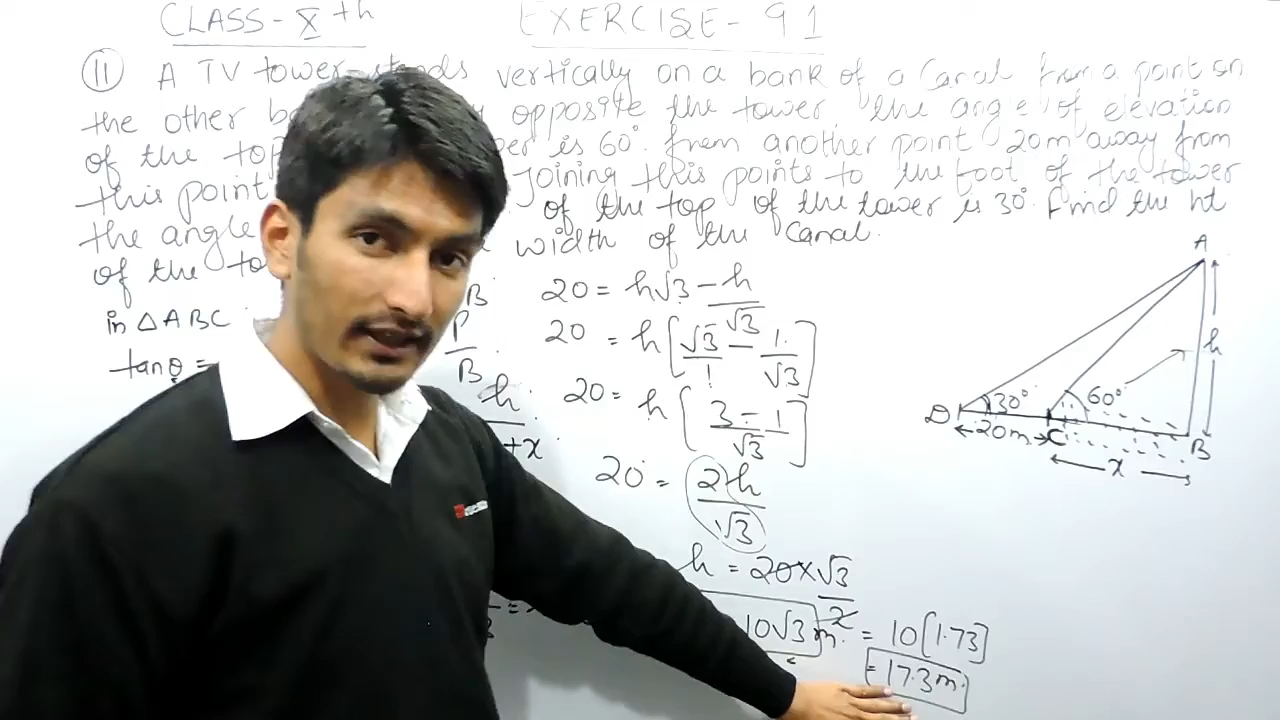 CLASS - X th EXERCISE - 9 1
(11) A TV tower stands vertically on a bank of a Canal from a point on
the other opposite the tower, the angle of elevation
of the top is 60°. from another point 20m away from
this point Joining this points to the foot of the tower
the angle of the top of the tower is 30°. Find the ht
of the width of the Canal.
in △ABC
tanθ =
P/B
h
+x
20 = h√3 - h/√3
20 = h[√3/1 - 1/√3]
20 = h[3-1/√3]
20 = 2h/√3
h = 20×√3/2
10√3 m. = 10[1.73]
= 17.3m.
A
h
30°
60°
D
20m
C
B
x